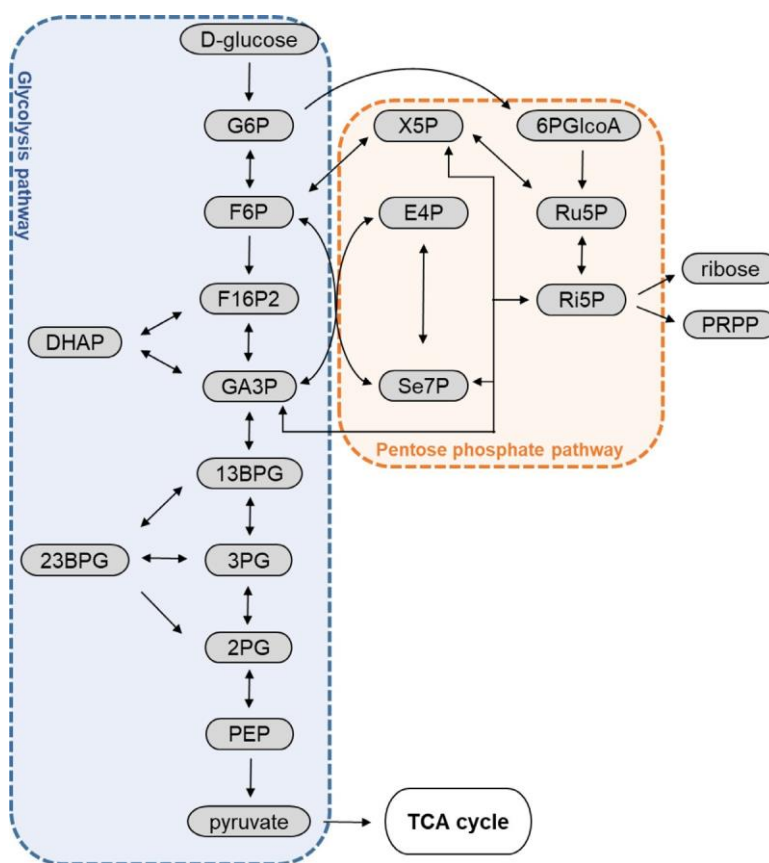 Glycolysis pathway
D-glucose
G6P
F6P
F16P2
DHAP
GA3P
13BPG
23BPG
3PG
2PG
PEP
pyruvate
TCA cycle
X5P
6PGlcoA
E4P
Ru5P
Ri5P
ribose
PRPP
Se7P
Pentose phosphate pathway